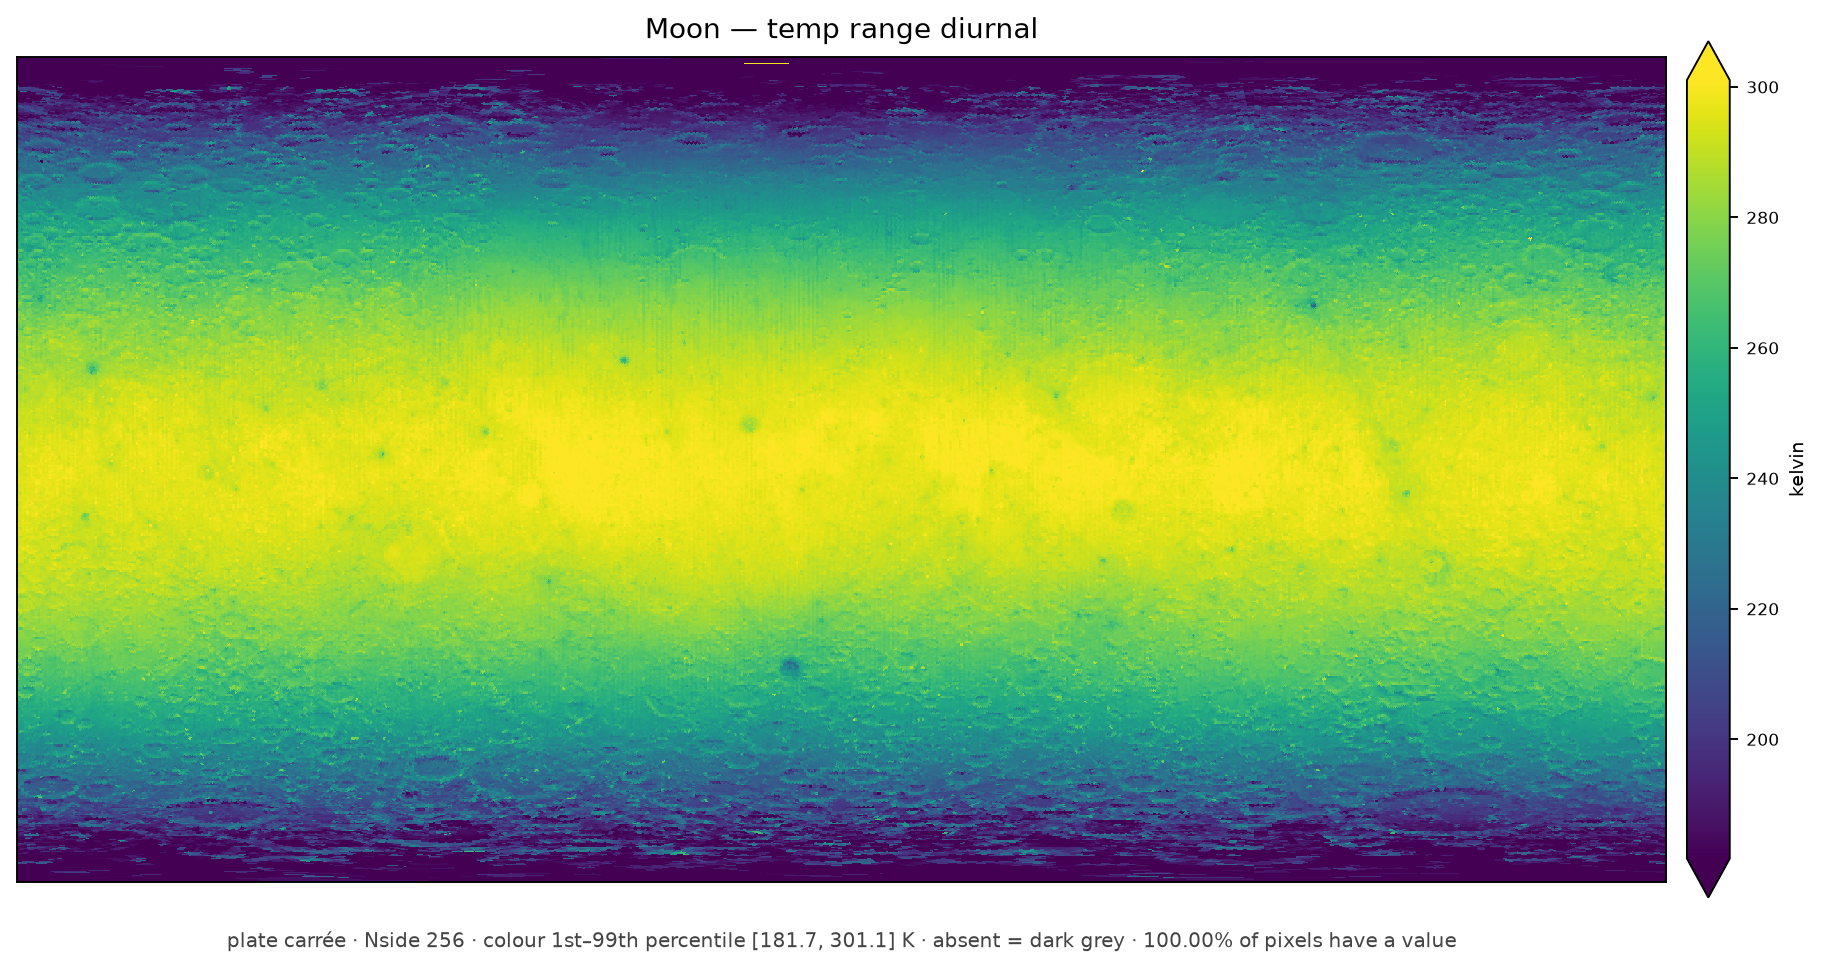 Moon — temp range diurnal
300
280
260
240
220
200
kelvin
plate carrée · Nside 256 · colour 1st–99th percentile [181.7, 301.1] K · absent = dark grey · 100.00% of pixels have a value